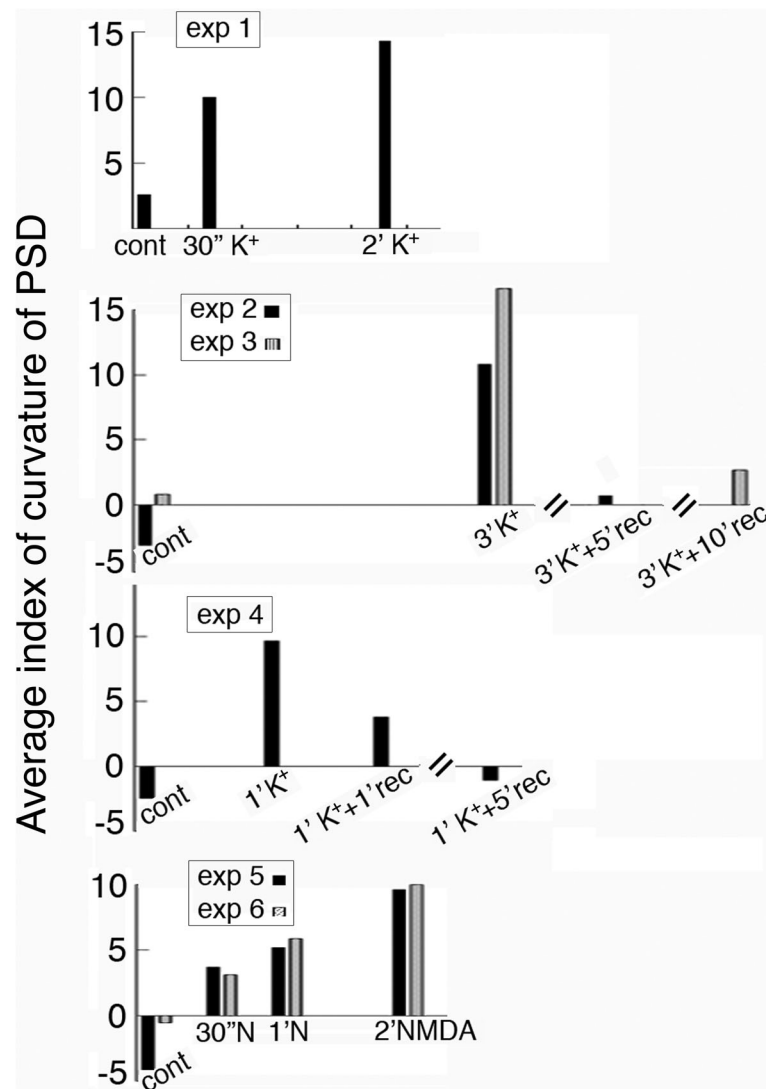 Average index of curvature of PSD
exp 1
15
10
5
cont 30” K⁺ 2’ K⁺
exp 2
exp 3
15
10
5
0
-5
cont 3’K⁺ 3’K⁺+5’rec 3’K⁺+10’rec
exp 4
10
5
0
-5
cont 1’K⁺ 1’ K⁺+1’rec 1’ K⁺+5’rec
exp 5
exp 6
10
5
0
-5
cont 30”N 1’N 2’NMDA